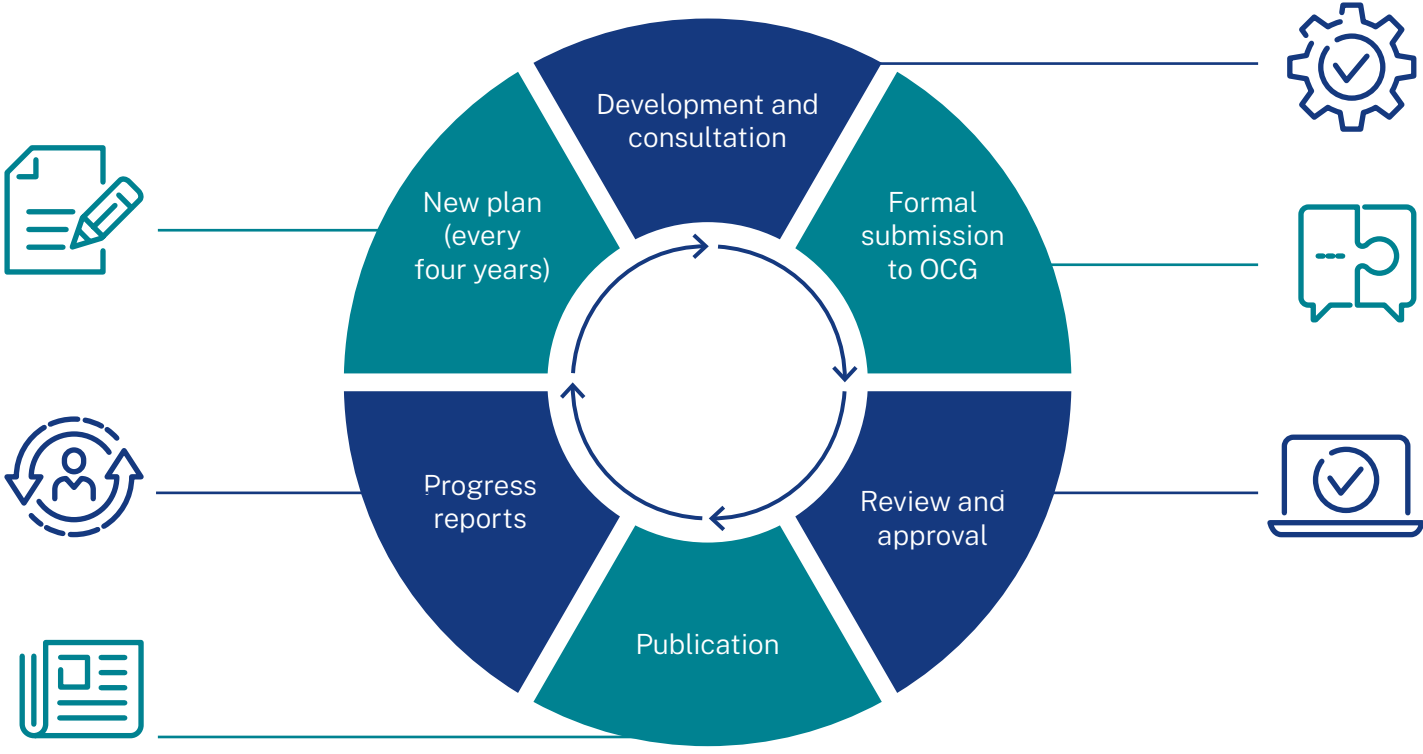 Development and
consultation
Formal
submission
to OCG
Review and
approval
Publication
Progress
reports
New plan
(every
four years)